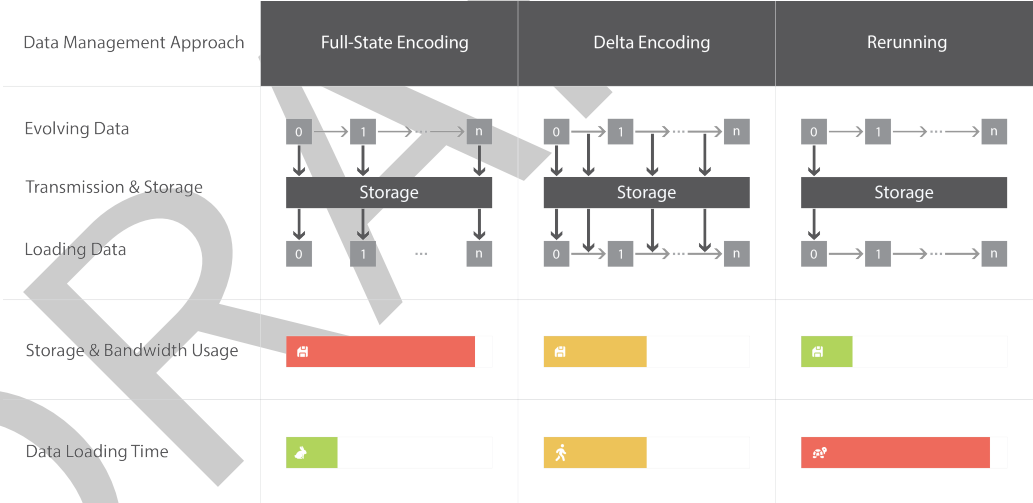 Data Management Approach Full-State Encoding Delta Encoding Rerunning
Evolving Data 0 1 ... n 0 1 ... n 0 1 ... n
Transmission & Storage Storage Storage Storage
Loading Data 0 1 ... n 0 1 ... n 0 1 ... n
Storage & Bandwidth Usage
Data Loading Time